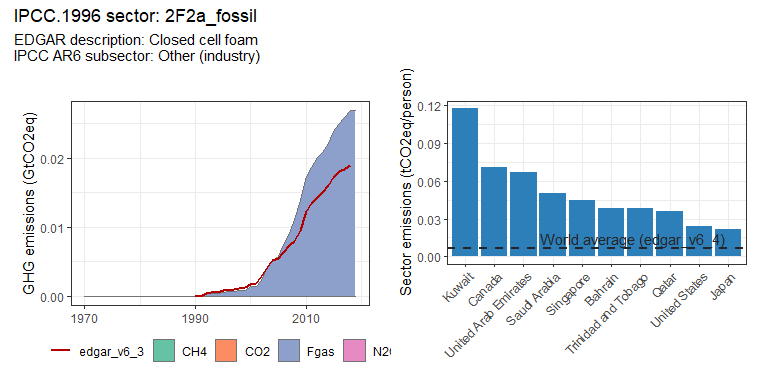 IPCC.1996 sector: 2F2a_fossil
EDGAR description: Closed cell foam
IPCC AR6 subsector: Other (industry)
GHG emissions (GtCO2eq)
0.02
0.01
0.00
1970
1990
2010
edgar_v6_3
CH4
CO2
Fgas
N2
Sector emissions (tCO2eq/person)
0.12
0.09
0.06
0.03
0.00
World average (edgar_v6_4)
Kuwait
Canada
United Arab Emirates
Saudi Arabia
Singapore
Bahrain
Trinidad and Tobago
Qatar
United States
Japan